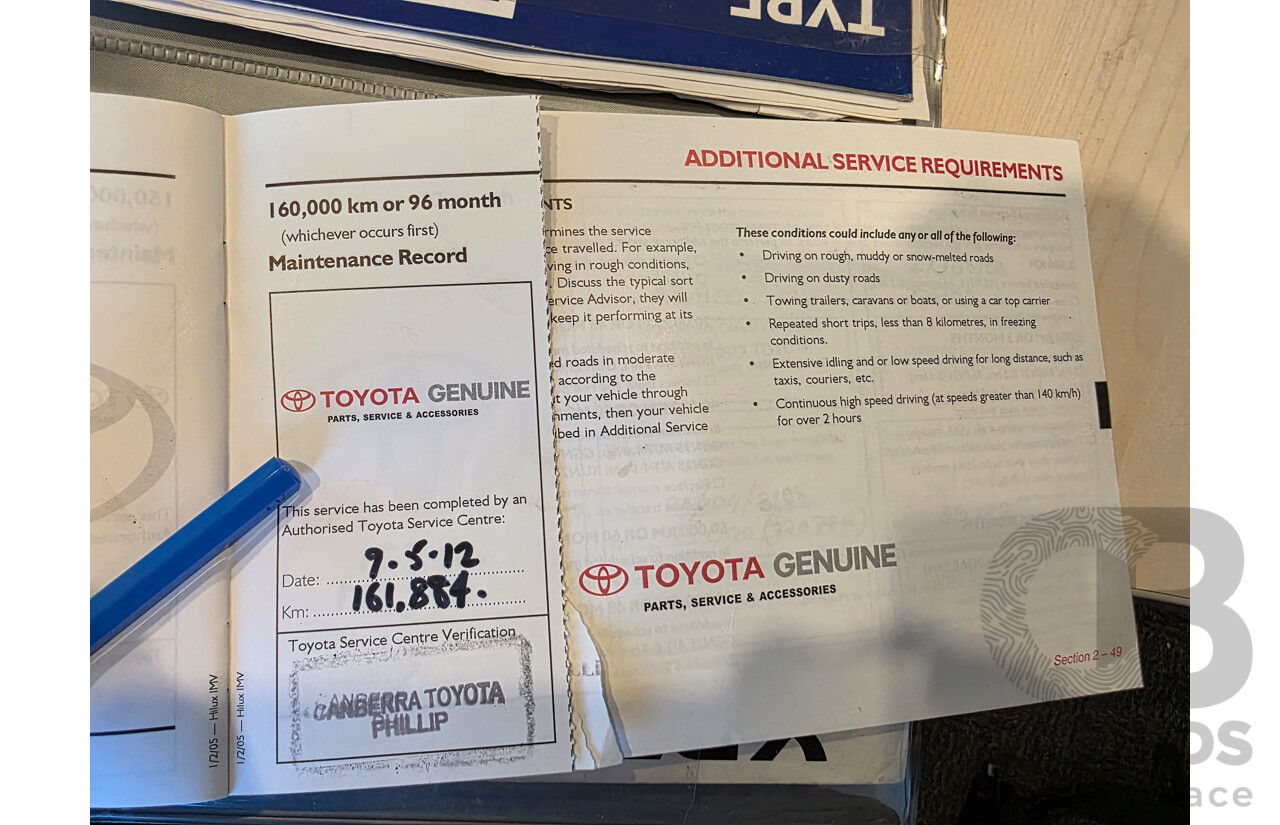 TYPE
160,000 km or 96 month
(whichever occurs first)
Maintenance Record
TOYOTA GENUINE
PARTS, SERVICE & ACCESSORIES
This service has been completed by an
Authorised Toyota Service Centre:
Date: 9.5.12
Km: 161,884.
Toyota Service Centre Verification
CANBERRA TOYOTA
PHILLIP
1/2/05 — Hilux IMV
1/2/05 — Hilux IMV
ADDITIONAL SERVICE REQUIREMENTS
NTS
rmines the service
ce travelled. For example,
ving in rough conditions,
. Discuss the typical sort
ervice Advisor, they will
keep it performing at its
ed roads in moderate
according to the
t your vehicle through
nments, then your vehicle
ibed in Additional Service
These conditions could include any or all of the following:
• Driving on rough, muddy or snow-melted roads
• Driving on dusty roads
• Towing trailers, caravans or boats, or using a car top carrier
• Repeated short trips, less than 8 kilometres, in freezing
conditions.
• Extensive idling and or low speed driving for long distance, such as
taxis, couriers, etc.
• Continuous high speed driving (at speeds greater than 140 km/h)
for over 2 hours
TOYOTA GENUINE
PARTS, SERVICE & ACCESSORIES
Section 2 – 49
os
ace